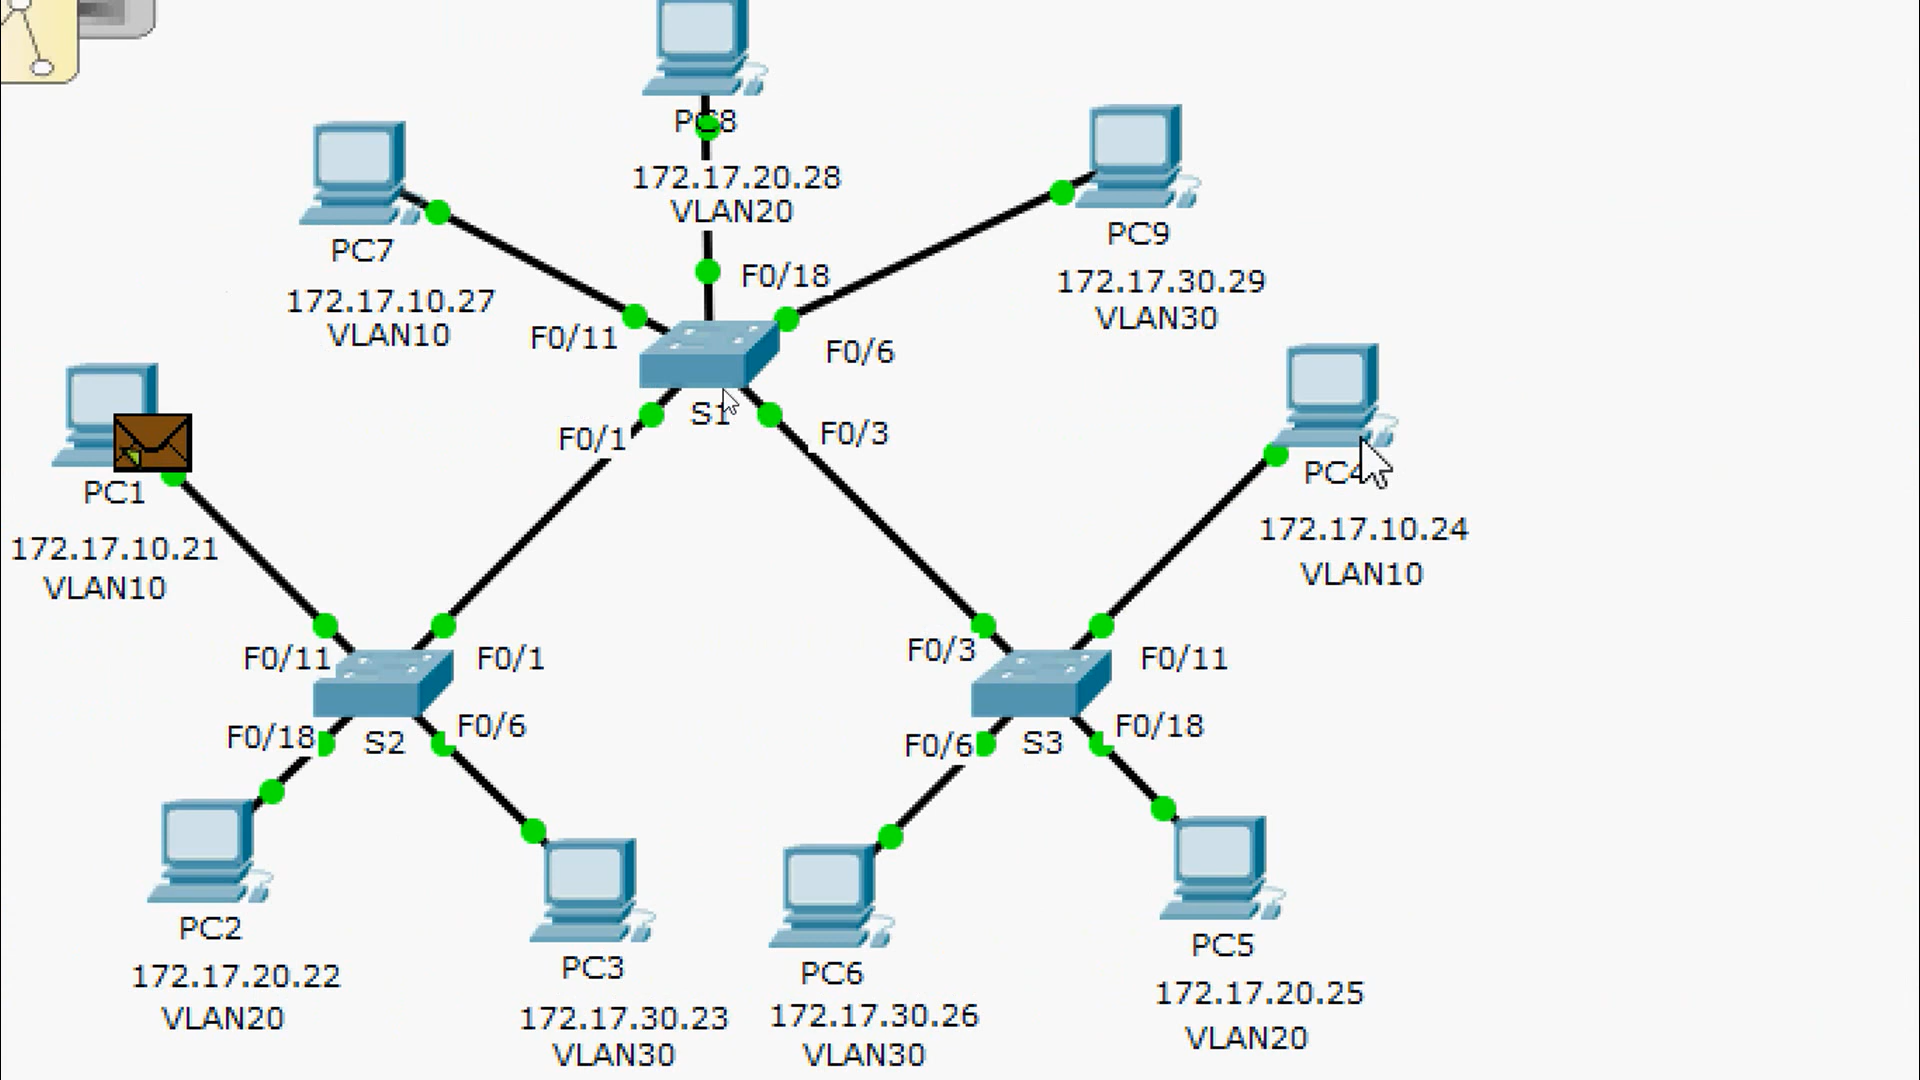 PC8
172.17.20.28
VLAN20
PC7
172.17.10.27
VLAN10
PC9
172.17.30.29
VLAN30
F0/18
F0/11
F0/6
S1
F0/1
F0/3
PC1
172.17.10.21
VLAN10
PC4
172.17.10.24
VLAN10
F0/11
F0/1
F0/18
S2
F0/6
F0/3
F0/11
F0/6
S3
F0/18
PC2
172.17.20.22
VLAN20
PC3
172.17.30.23
VLAN30
PC6
172.17.30.26
VLAN30
PC5
172.17.20.25
VLAN20